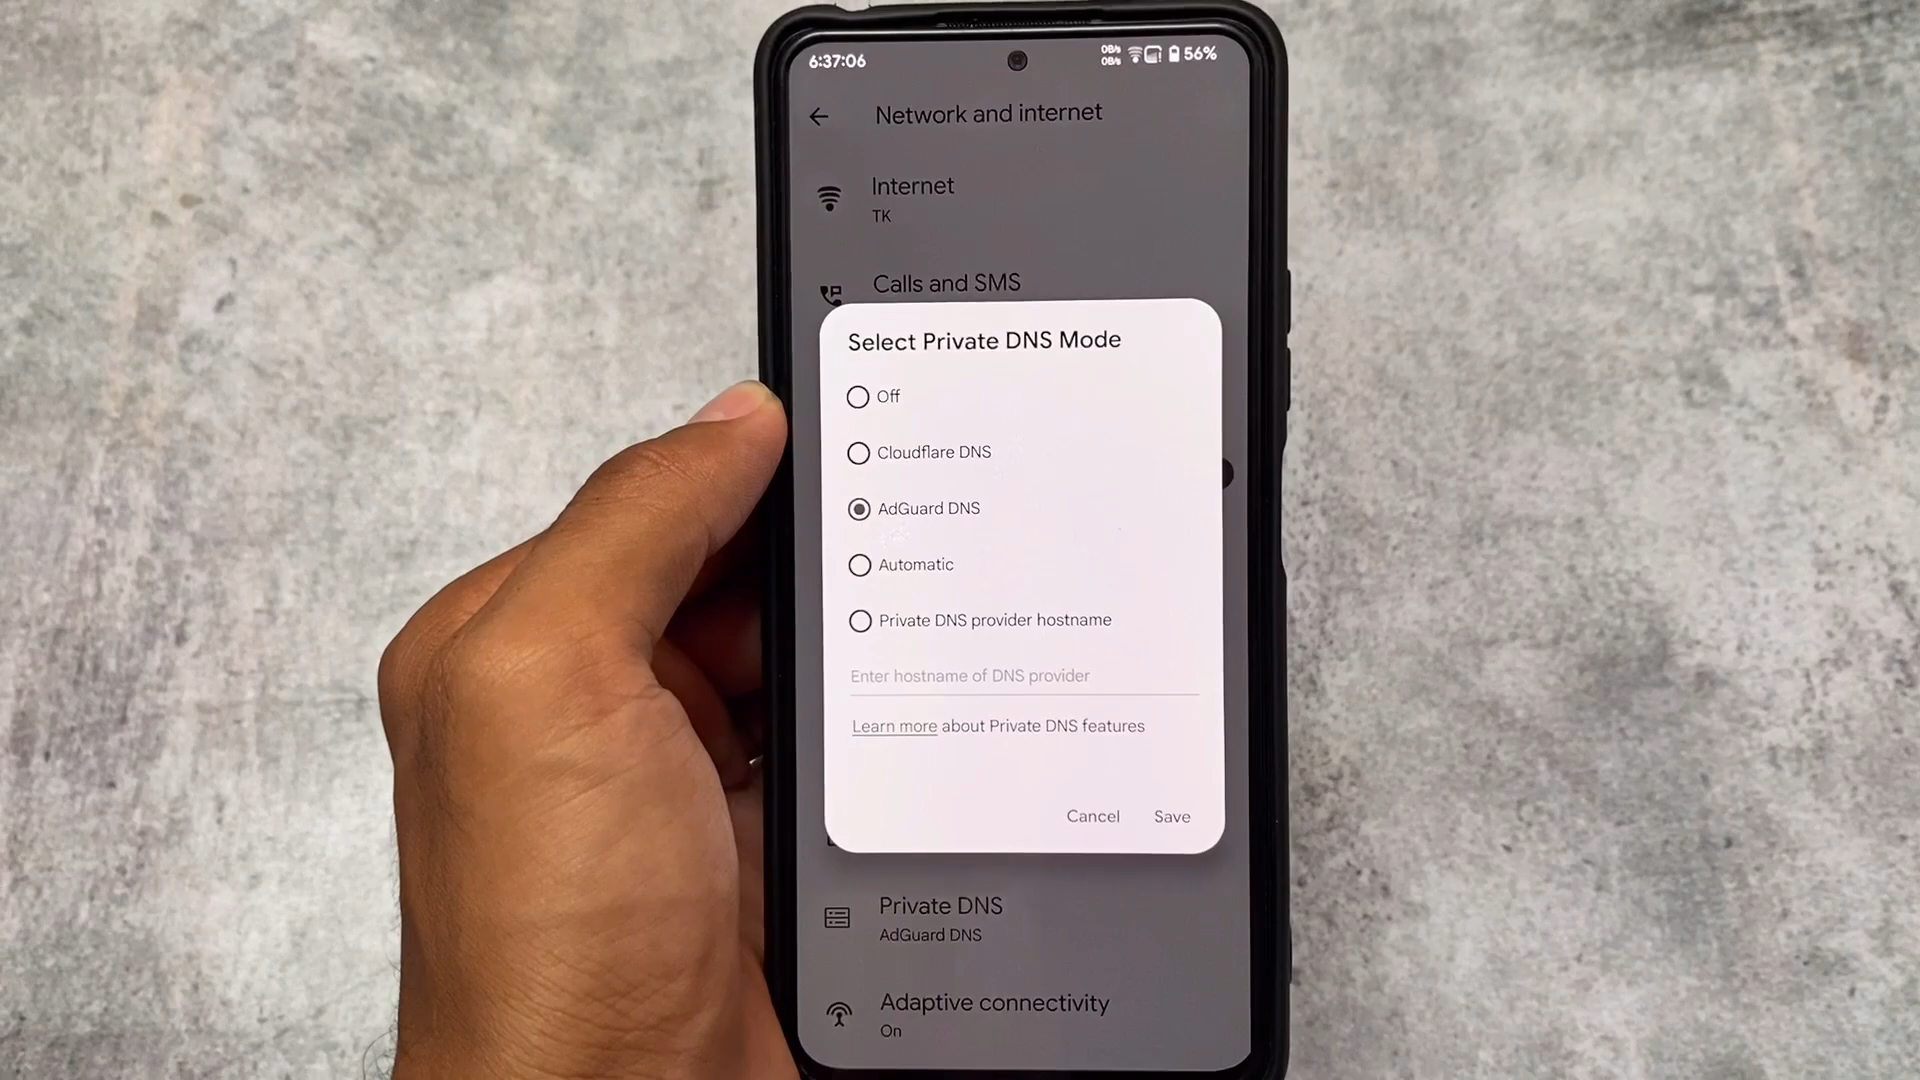 6:37:06
0B/s
0B/s
56%
Network and internet
Internet
TK
Calls and SMS
Select Private DNS Mode
Off
Cloudflare DNS
AdGuard DNS
Automatic
Private DNS provider hostname
Enter hostname of DNS provider
Learn more about Private DNS features
Cancel Save
Private DNS
AdGuard DNS
Adaptive connectivity
On